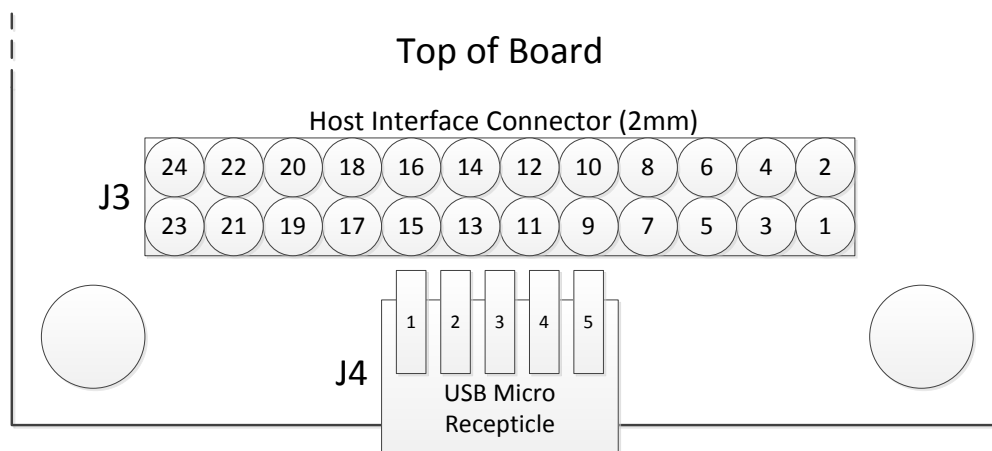 Top of Board
Host Interface Connector (2mm)
J3
24 22 20 18 16 14 12 10 8 6 4 2
23 21 19 17 15 13 11 9 7 5 3 1
1 2 3 4 5
J4
USB Micro
Recepticle